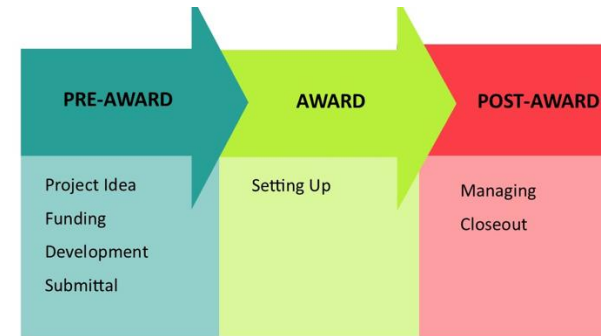 PRE-AWARD
AWARD
POST-AWARD
Project Idea
Funding
Development
Submittal
Setting Up
Managing
Closeout